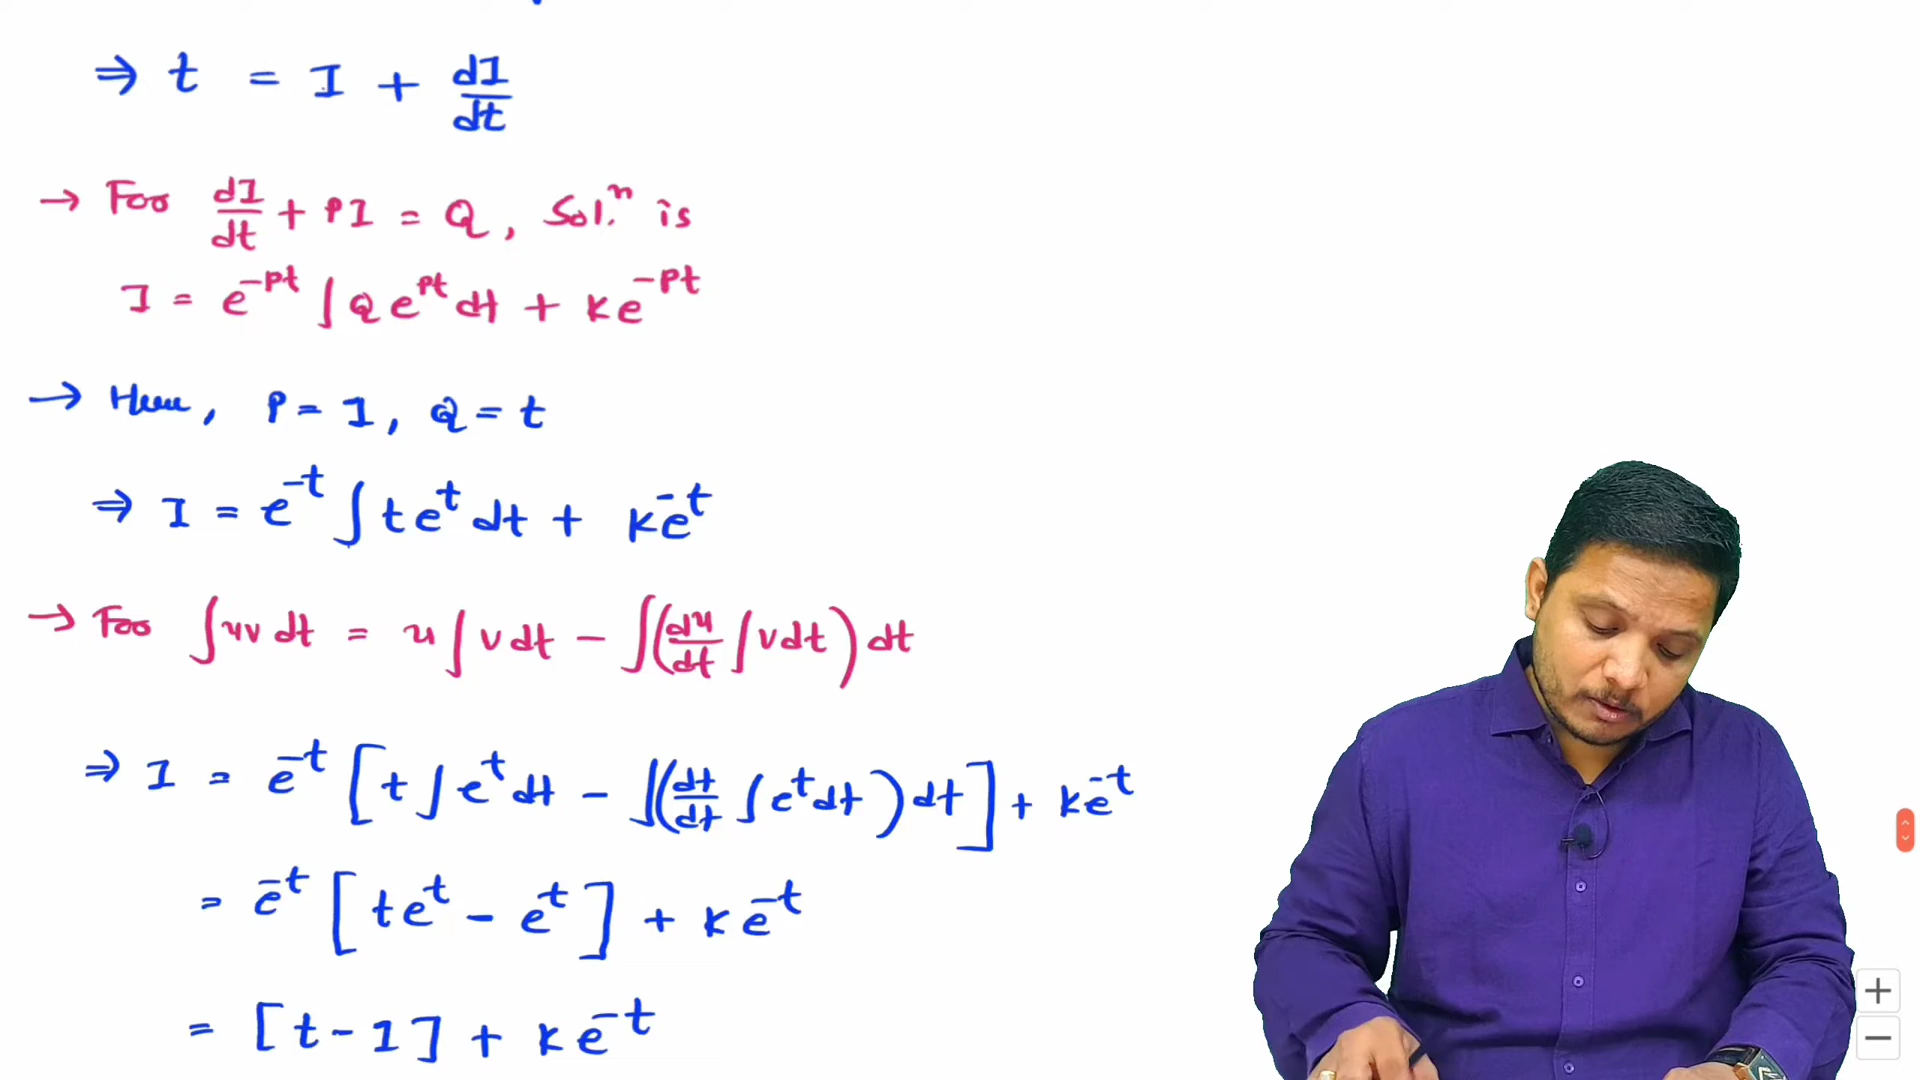 ⇒ t = I + dI/dt
→ For dI/dt + PI = Q, Sol.ⁿ is
I = e^-Pt ∫ Q e^Pt dt + K e^-Pt
→ Here, P = 1, Q = t
⇒ I = e^-t ∫ t e^t dt + K e^-t
→ For ∫ uv dt = u ∫ v dt − ∫ (du/dt ∫ v dt) dt
⇒ I = e^-t [ t ∫ e^t dt − ∫ (dt/dt ∫ e^t dt) dt ] + K e^-t
= e^-t [ t e^t − e^t ] + K e^-t
= [ t − 1 ] + K e^-t